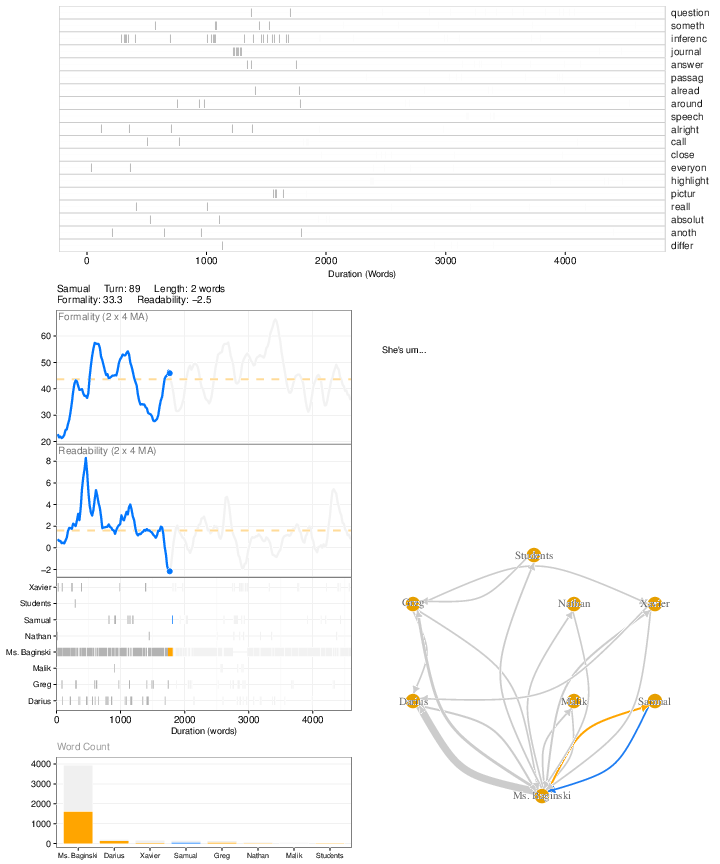 question
someth
inferenc
journal
answer
passag
alread
around
speech
alright
call
close
everyon
highlight
pictur
reall
absolut
anoth
differ
0 1000 2000 3000 4000
Duration (Words)
Samual Turn: 89 Length: 2 words
Formality: 33.3 Readability: −2.5
Formality (2 x 4 MA)
60
50
40
30
20
She's um...
Readability (2 x 4 MA)
8
6
4
2
0
−2
Xavier
Students
Samual
Nathan
Ms. Baginski
Malik
Greg
Darius
0 1000 2000 3000 4000
Duration (words)
Students
Greg Nathan Xavier
Darius Malik Samual
Ms. Baginski
Word Count
4000
3000
2000
1000
0
Ms. Baginski Darius Xavier Samual Greg Nathan Malik Students